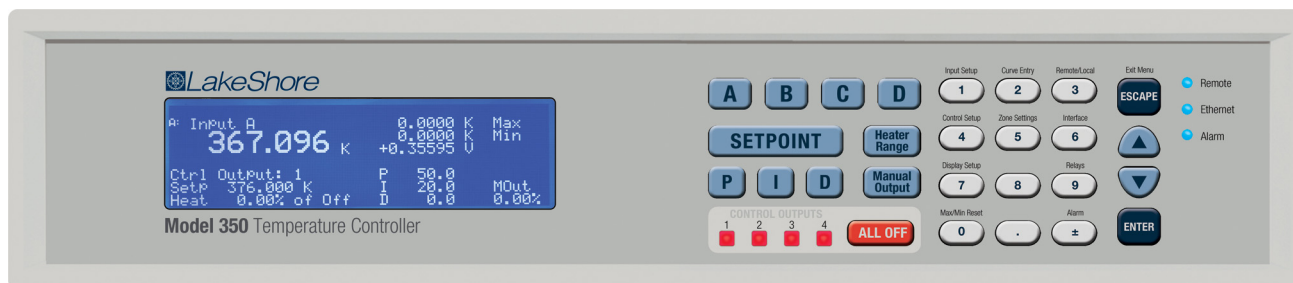 LakeShore
A: Input A 0.0000 K Max
367.096 K 0.0000 K Min
+0.35595 V
Ctrl Output: 1 P 50.0
Setp 376.000 K I 20.0 MOut
Heat 0.00% of Off D 0.0 0.00%
Model 350 Temperature Controller
A B C D
SETPOINT Heater Range
P I D Manual Output
CONTROL OUTPUTS
1 2 3 4 ALL OFF
Input Setup Curve Entry Remote/Local Exit Menu
1 2 3 ESCAPE
Control Setup Zone Settings Interface
4 5 6
Display Setup Relays
7 8 9
Max/Min Reset Alarm
0 . ± ENTER
Remote
Ethernet
Alarm